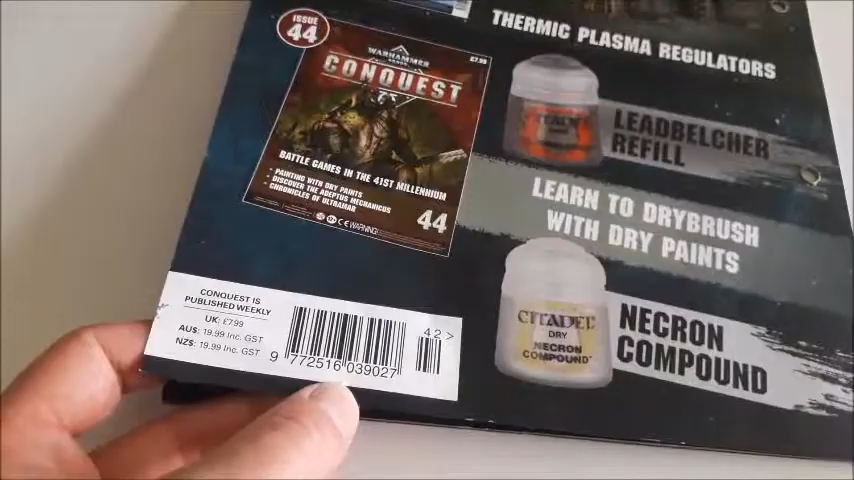 THERMIC PLASMA REGULATORS
ISSUE
44
WARHAMMER
£7.99
CONQUEST
BATTLE GAMES IN THE 41ST MILLENNIUM
• PAINTING WITH DRY PAINTS
• DISCOVER THE ADEPTUS MECHANICUS
• CHRONICLES OF ULTRAMAR
WARNING!
44
LEADBELCHER
REFILL
LEARN TO DRYBRUSH
WITH DRY PAINTS
CITADEL
DRY
NECRON
COMPOUND
NECRON
COMPOUND
CONQUEST IS
PUBLISHED WEEKLY
UK: £7.99
AU$: 19.99 INC. GST
NZ$: 19.99 INC. GST
42>
9 772516 039027